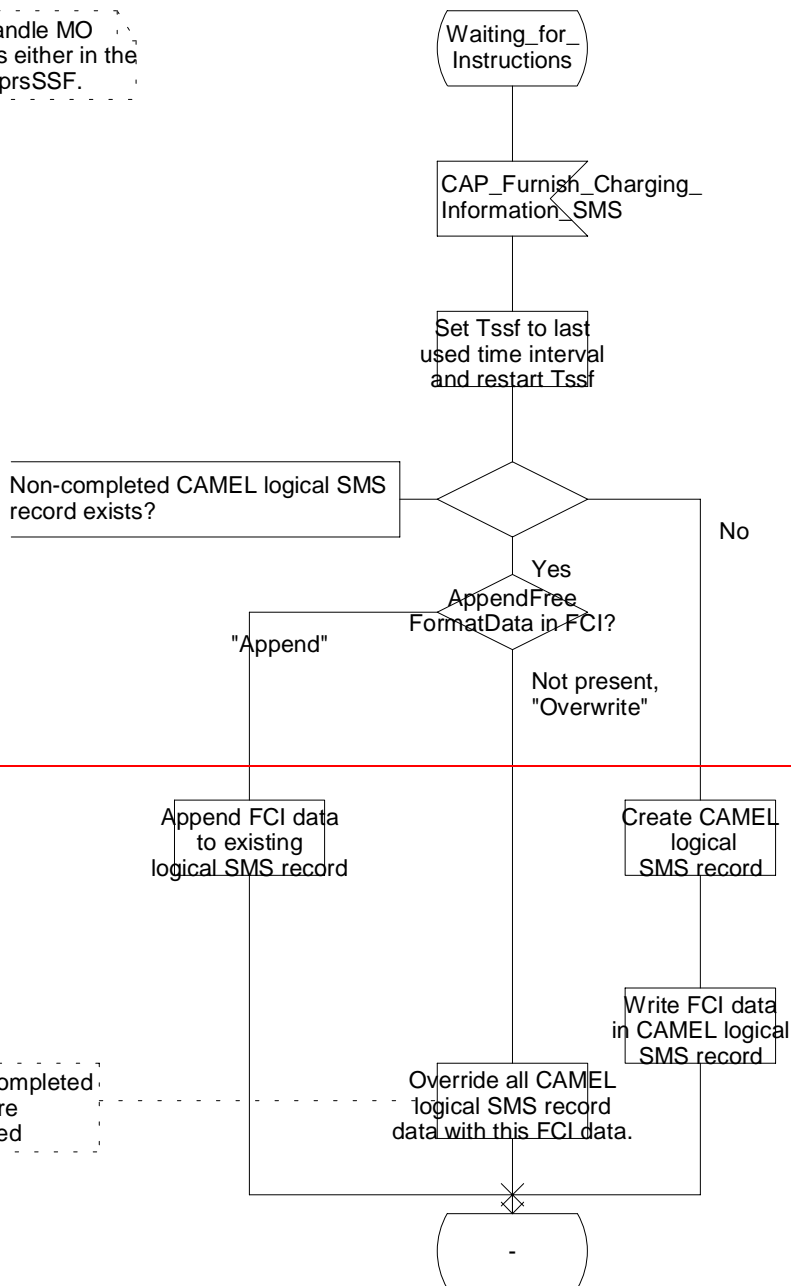 andle MO
s either in the
prsSSF.
Waiting_for_
Instructions
CAP_Furnish_Charging_
Information_SMS
Set Tssf to last
used time interval
and restart Tssf
Non-completed CAMEL logical SMS
record exists?
No
Yes
AppendFree
FormatData in FCI?
"Append"
Not present,
"Overwrite"
Append FCI data
to existing
logical SMS record
Create CAMEL
logical
SMS record
Write FCI data
in CAMEL logical
SMS record
ompleted
re
ed
Override all CAMEL
logical SMS record
data with this FCI data.
-